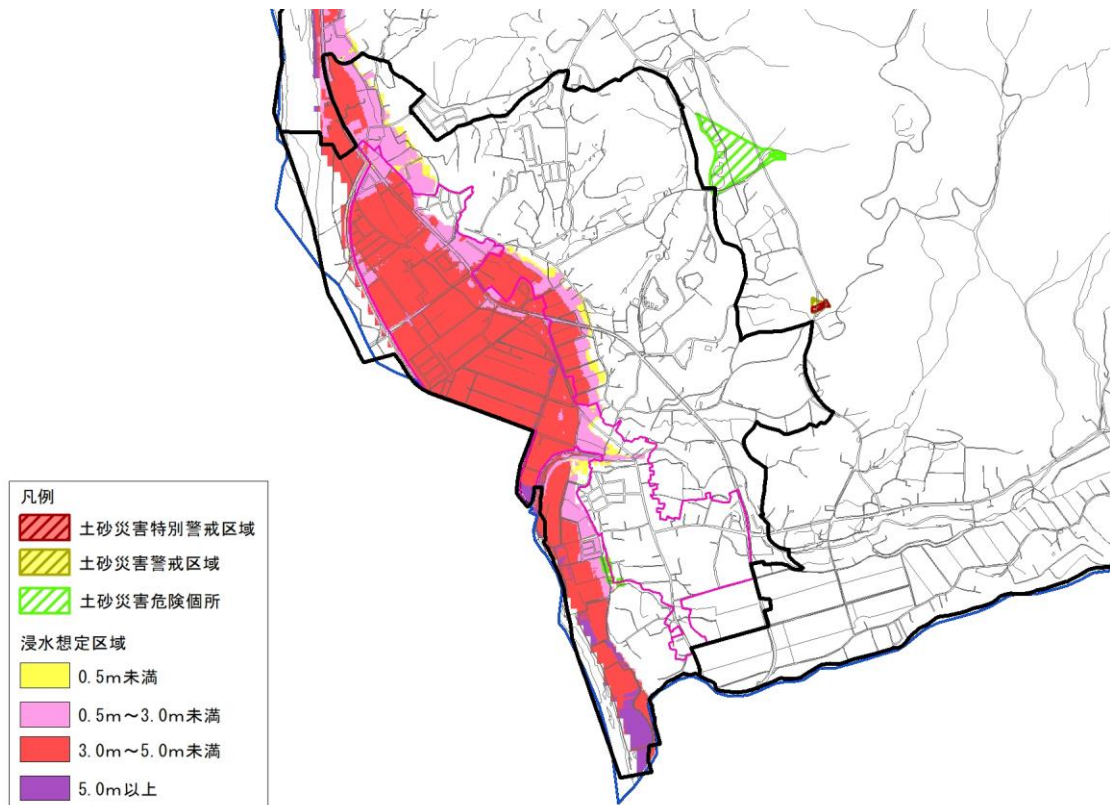 凡例
土砂災害特別警戒区域
土砂災害警戒区域
土砂災害危険個所
浸水想定区域
0.5m未満
0.5m~3.0m未満
3.0m~5.0m未満
5.0m以上